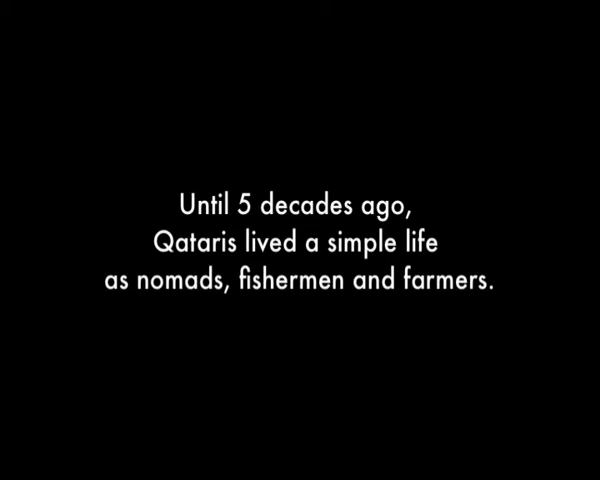 Until 5 decades ago,
Qataris lived a simple life
as nomads, fishermen and farmers.